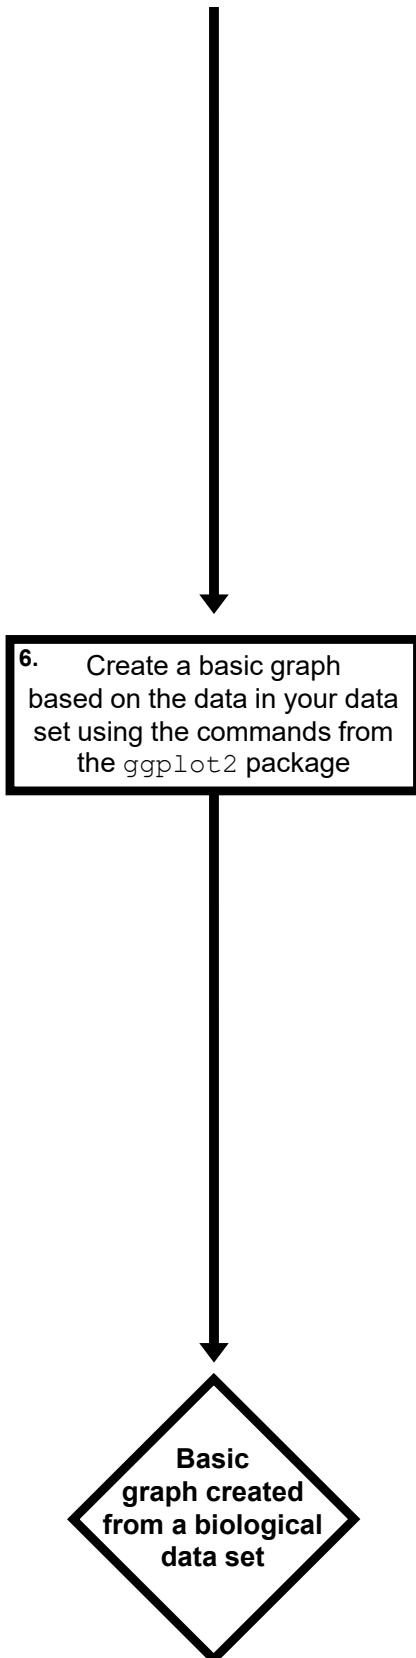 6.
Create a basic graph
based on the data in your data
set using the commands from
the ggplot2 package
Basic
graph created
from a biological
data set